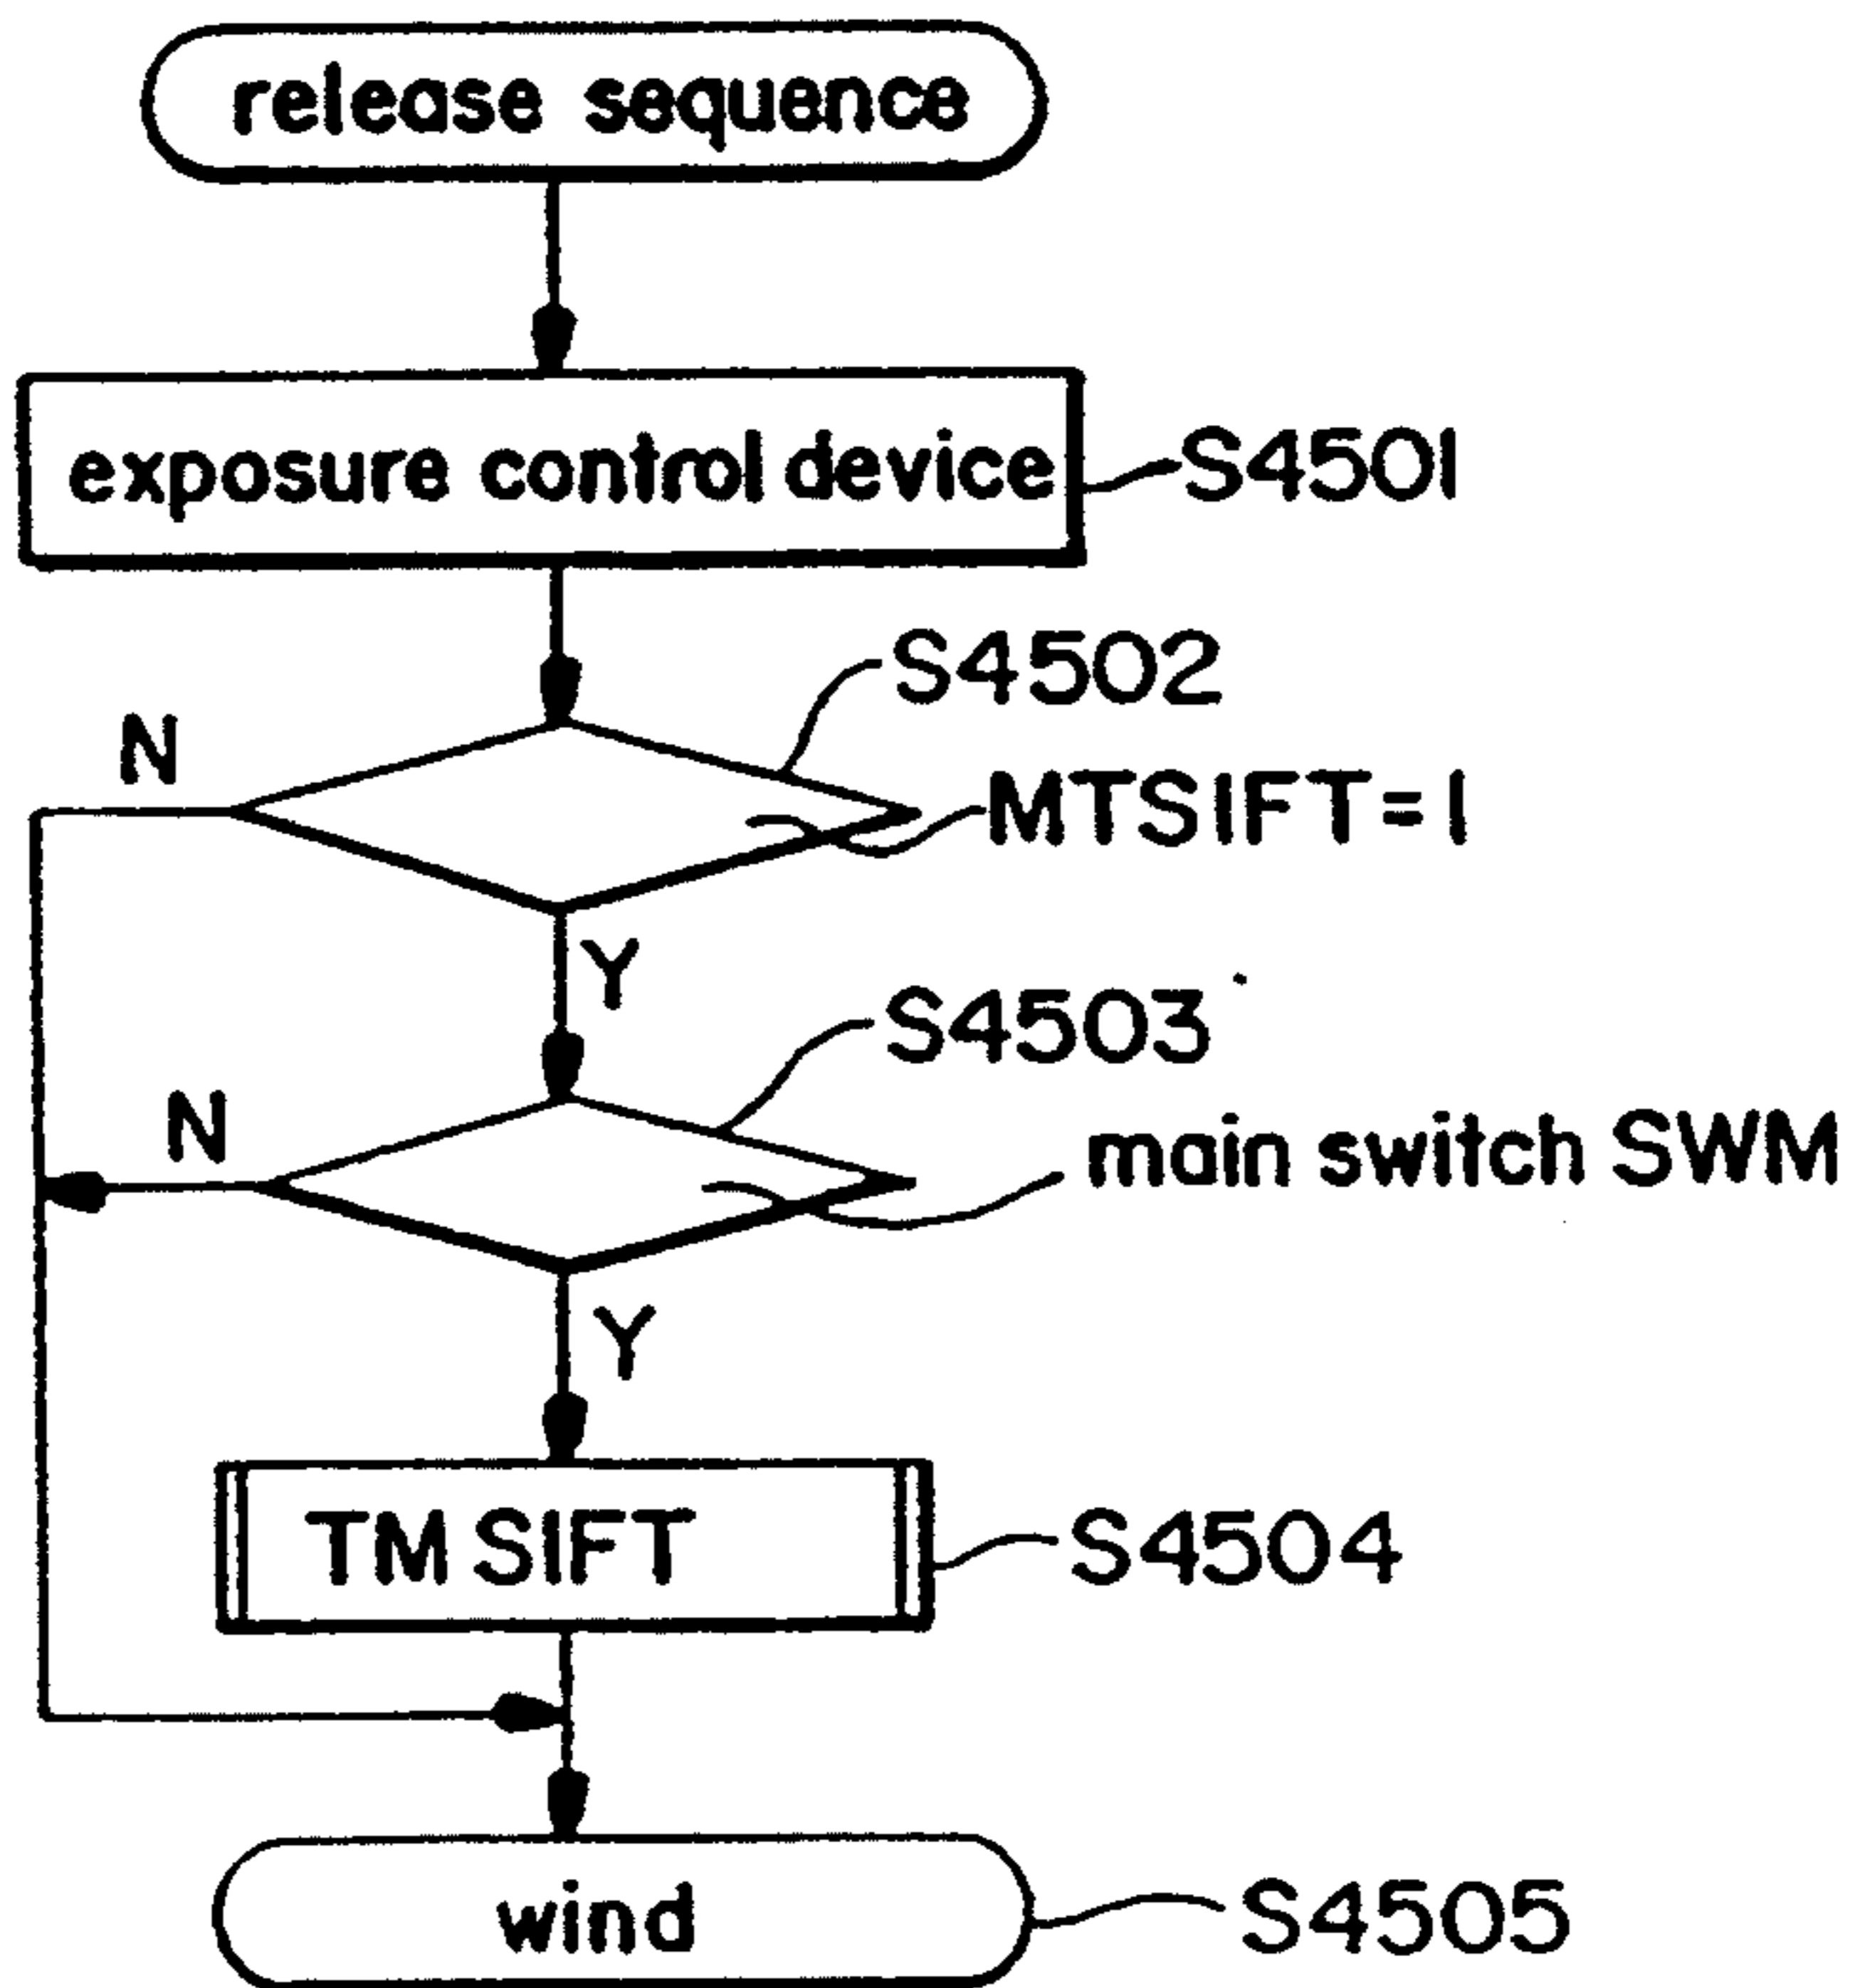 release sequence
exposure control device
S4501
S4502
N
MTSIFT=1
Y
S4503
N
main switch SWM
Y
TM SIFT
S4504
wind
S4505